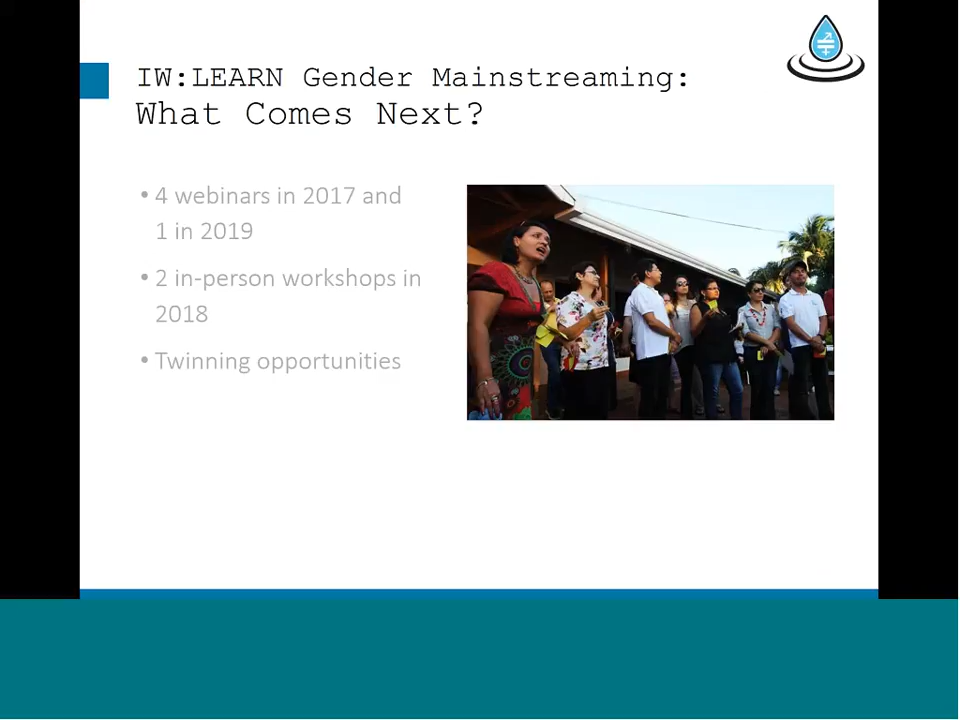 IW:LEARN Gender Mainstreaming:
What Comes Next?
• 4 webinars in 2017 and
1 in 2019
• 2 in-person workshops in
2018
• Twinning opportunities